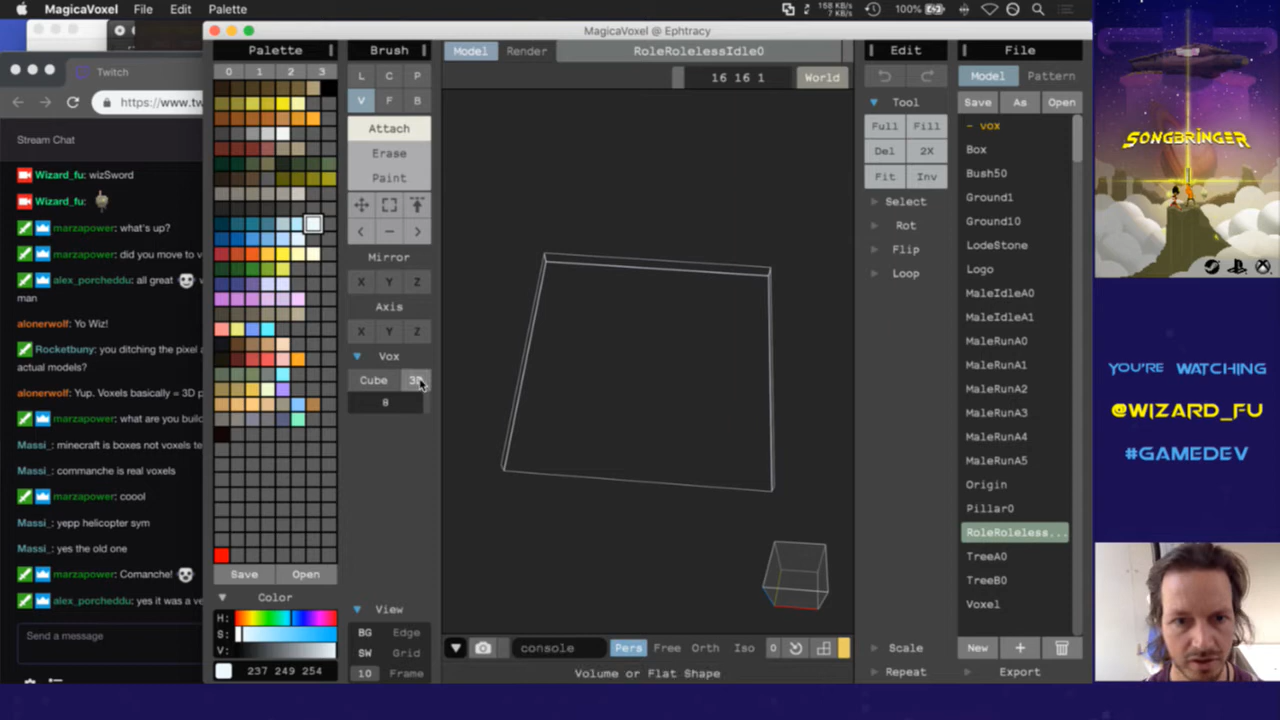 MagicaVoxel File Edit Palette
168 KB/s
7 KB/s
100%
MagicaVoxel @ Ephtracy
Twitch
https://www.tw
Stream Chat
Wizard_fu: wizSword
Wizard_fu:
marzapower: what's up?
marzapower: did you move to v
alex_porcheddu: all great
man
alonerwolf: Yo Wiz!
Rocketbuny: you ditching the pixel a
actual models?
alonerwolf: Yup. Voxels basically = 3D p
marzapower: what are you build
Massi_: minecraft is boxes not voxels te
Massi_: commanche is real voxels
marzapower: coool
Massi_: yepp helicopter sym
Massi_: yes the old one
marzapower: Comanche!
alex_porcheddu: yes it was a ve
Send a message
Palette
0 1 2 3
Save Open
Color
H:
S:
V:
237 249 254
Brush
L C P
V F B
Attach
Erase
Paint
Mirror
X Y Z
Axis
X Y Z
Vox
Cube 3D
8
View
BG Edge
SW Grid
10 Frame
Model Render RoleRolelessIdle0
16 16 1 World
console Pers Free Orth Iso 0
Volume or Flat Shape
Edit
Tool
Full Fill
Del 2X
Fit Inv
Select
Rot
Flip
Loop
Scale
Repeat
File
Model Pattern
Save As Open
- vox
Box
Bush50
Ground1
Ground10
LodeStone
Logo
MaleIdleA0
MaleIdleA1
MaleRunA0
MaleRunA1
MaleRunA2
MaleRunA3
MaleRunA4
MaleRunA5
Origin
Pillar0
RoleRoleless...
TreeA0
TreeB0
Voxel
New +
Export
SONGBRINGER
YOU'RE WATCHING
@WIZARD_FU
#GAMEDEV